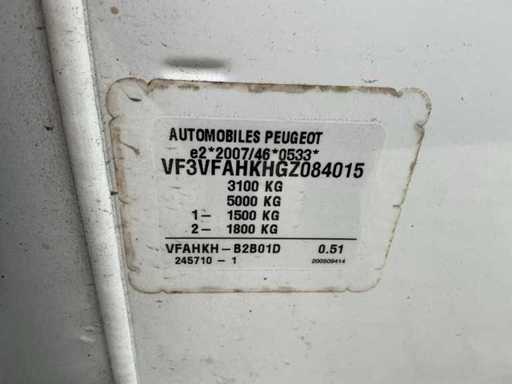 AUTOMOBILES PEUGEOT
e2*2007/46*0533*
VF3VFAHKHGZ084015
3100 KG
5000 KG
1- 1500 KG
2- 1800 KG
VFAHKH-B2B01D 0.51
245710-1 200509414